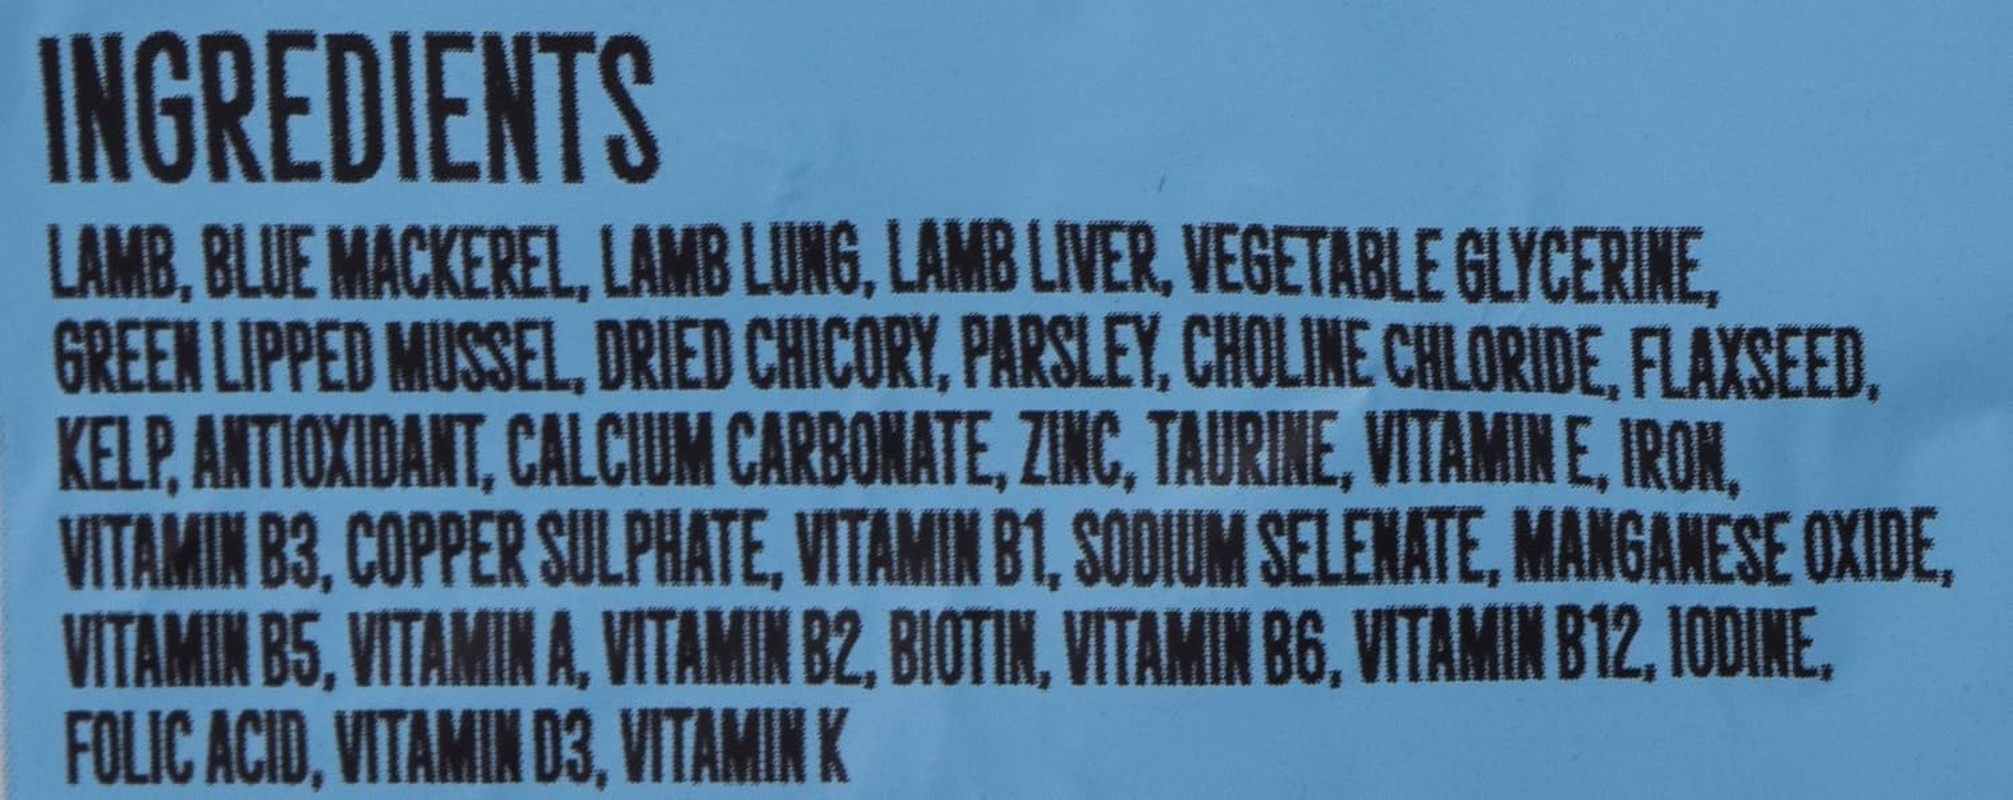 INGREDIENTS
LAMB, BLUE MACKEREL, LAMB LUNG, LAMB LIVER, VEGETABLE GLYCERINE,
GREEN LIPPED MUSSEL, DRIED CHICORY, PARSLEY, CHOLINE CHLORIDE, FLAXSEED,
KELP, ANTIOXIDANT, CALCIUM CARBONATE, ZINC, TAURINE, VITAMIN E, IRON,
VITAMIN B3, COPPER SULPHATE, VITAMIN B1, SODIUM SELENATE, MANGANESE OXIDE,
VITAMIN B5, VITAMIN A, VITAMIN B2, BIOTIN, VITAMIN B6, VITAMIN B12, IODINE,
FOLIC ACID, VITAMIN D3, VITAMIN K